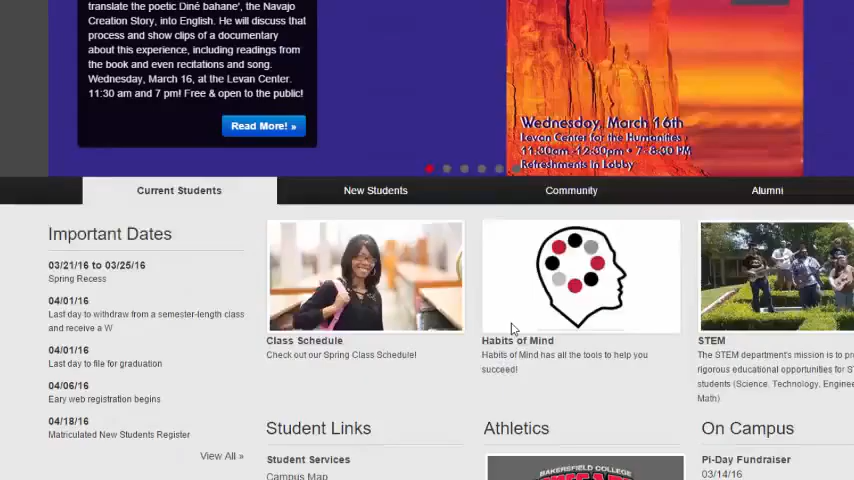 translate the poetic Diné bahane', the Navajo
Creation Story, into English. He will discuss that
process and show clips of a documentary
about this experience, including readings from
the book and even recitations and song.
Wednesday, March 16, at the Levan Center.
11:30 am and 7 pm! Free & open to the public!
Read More! »
Wednesday, March 16th
Levan Center for the Humanities
11:30am-12:30pm • 7-8:00 PM
Refreshments in Lobby
Current Students
New Students
Community
Alumni
Important Dates
03/21/16 to 03/25/16
Spring Recess
04/01/16
Last day to withdraw from a semester-length class
and receive a W
04/01/16
Last day to file for graduation
04/06/16
Eary web registration begins
04/18/16
Matriculated New Students Register
View All »
Class Schedule
Check out our Spring Class Schedule!
Habits of Mind
Habits of Mind has all the tools to help you
succeed!
STEM
The STEM department's mission is to pr
rigorous educational opportunities for S
students (Science, Technology, Engine
Math)
Student Links
Student Services
Campus Map
Athletics
BAKERSFIELD COLLEGE
On Campus
Pi-Day Fundraiser
03/14/16